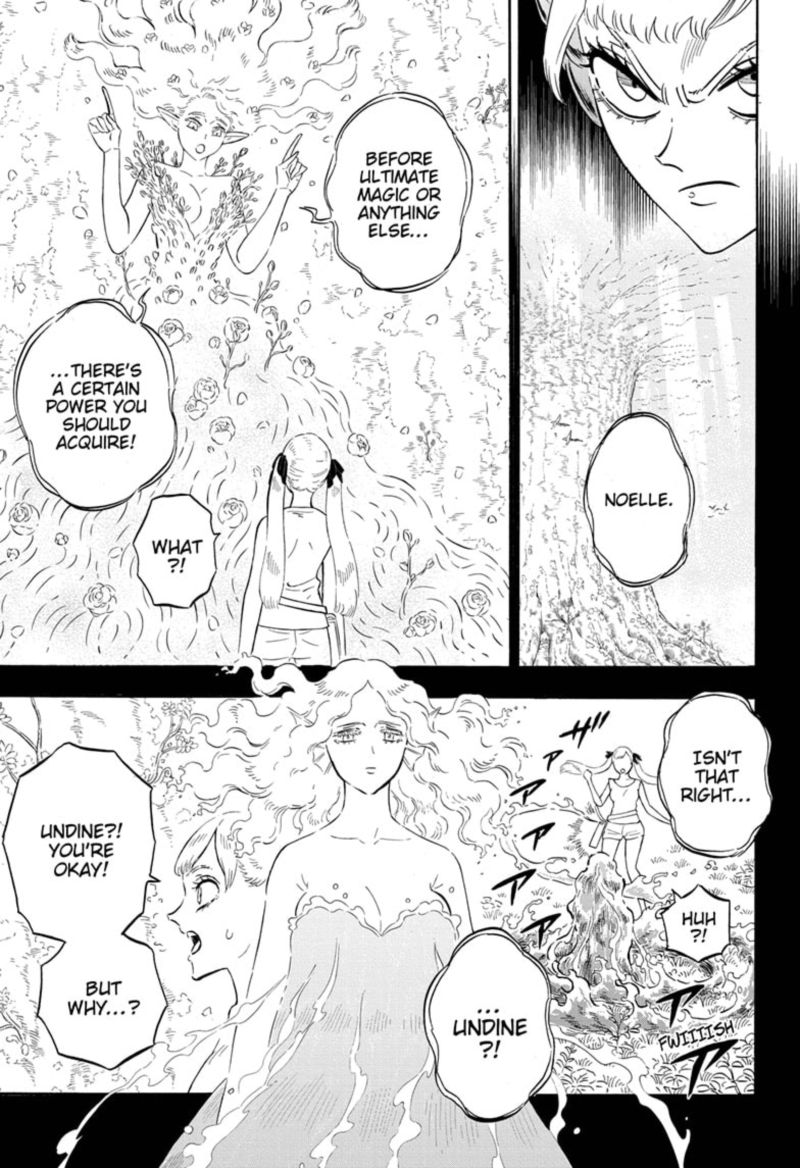 NOELLE.
BEFORE
ULTIMATE
MAGIC OR
ANYTHING
ELSE...
...THERE'S
A CERTAIN
POWER YOU
SHOULD
ACQUIRE!
WHAT
?!
ISN'T
THAT
RIGHT...
HUH
?!
FWIIIISH
...
UNDINE
?!
UNDINE?!
YOU'RE
OKAY!
BUT
WHY...?